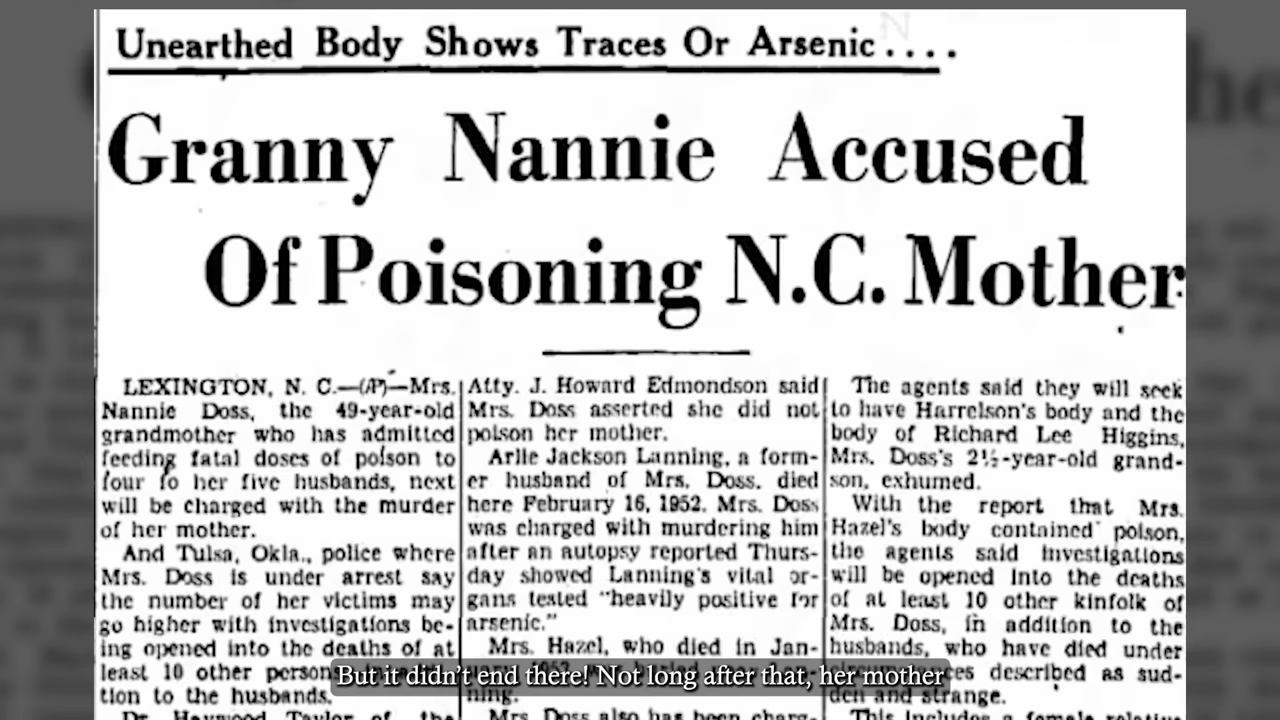 Unearthed Body Shows Traces Or Arsenic....
Granny Nannie Accused
Of Poisoning N.C. Mother
LEXINGTON, N. C.—(AP)—Mrs.
Nannie Doss, the 49-year-old
grandmother who has admitted
feeding fatal doses of poison to
four fo her five husbands, next
will be charged with the murder
of her mother.
And Tulsa, Okla., police where
Mrs. Doss is under arrest say
the number of her victims may
go higher with investigations be-
ing opened into the deaths of at
least 10 other persons
tion to the husbands.
Dr. Haywood Taylor of the
Atty. J. Howard Edmondson said
Mrs. Doss asserted she did not
poison her mother.
Arlie Jackson Lanning, a form-
er husband of Mrs. Doss. died
here February 16, 1952. Mrs. Doss
was charged with murdering him
after an autopsy reported Thurs-
day showed Lanning's vital or-
gans tested "heavily positive for
arsenic."
Mrs. Hazel, who died in Jan-
ning.
Mrs. Doss also has been charg-
The agents said they will seek
to have Harrelson's body and the
body of Richard Lee Higgins,
Mrs. Doss's 2½-year-old grand-
son, exhumed.
With the report that Mrs.
Hazel's body contained poison,
the agents said investigations
will be opened into the deaths
of at least 10 other kinfolk of
Mrs. Doss, in addition to the
husbands, who have died under
den and strange.
This includes a female relative
But it didn't end there! Not long after that, her mother